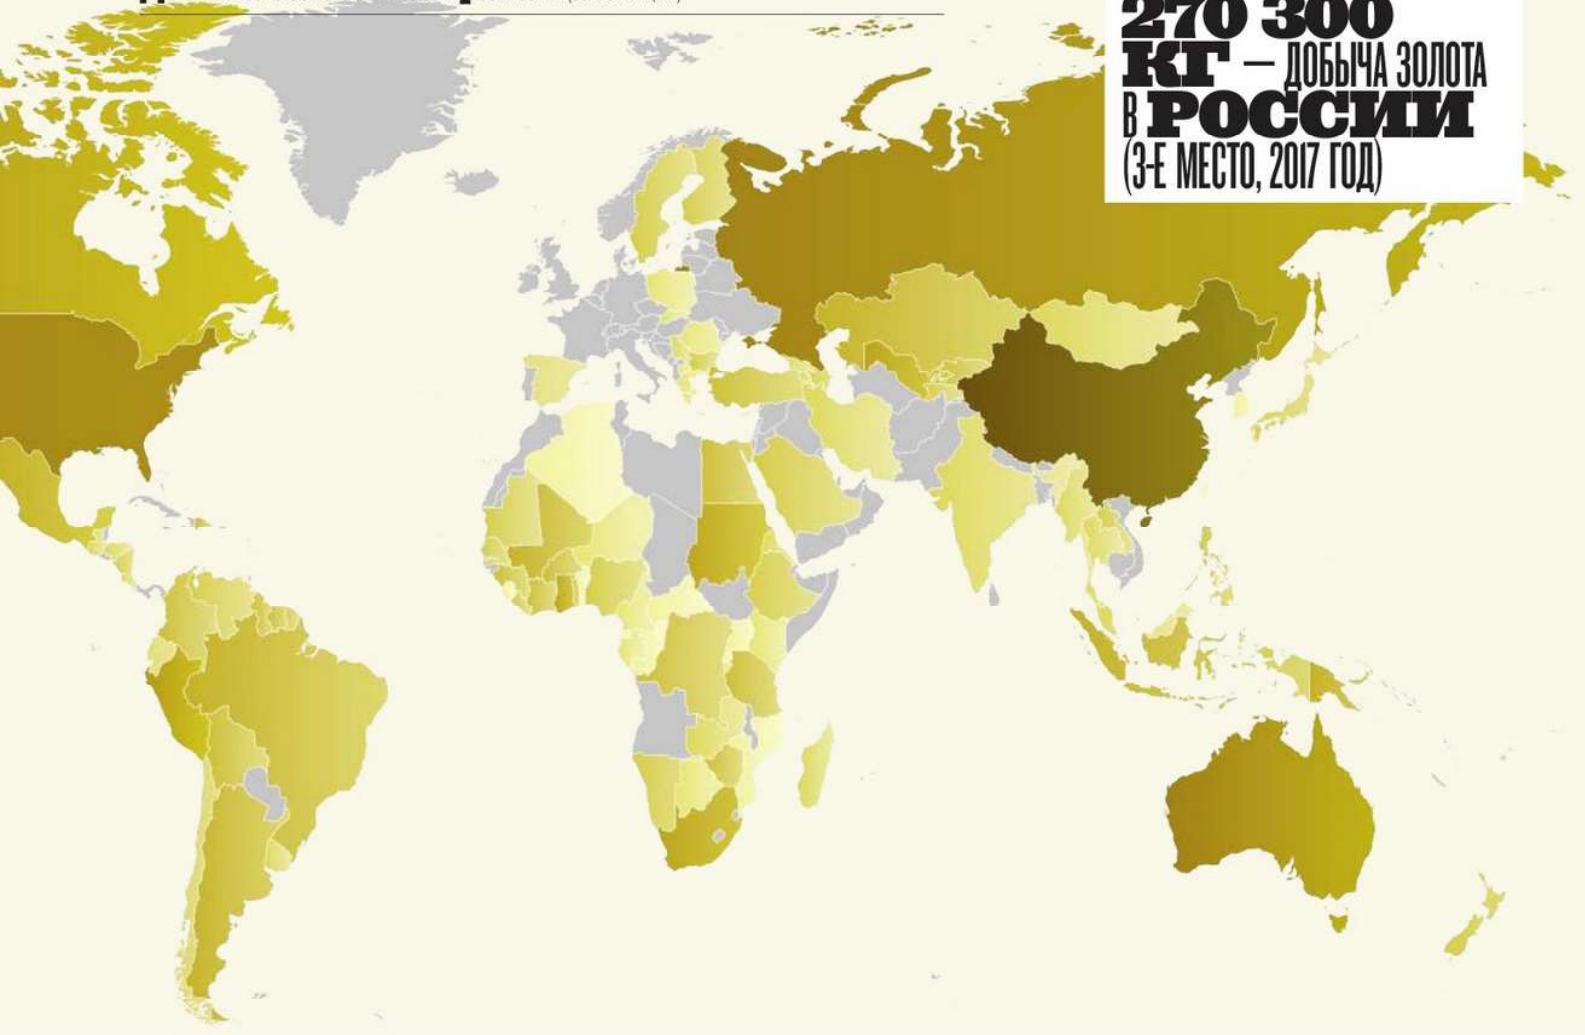 270 300
КГ — ДОБЫЧА ЗОЛОТА
В РОССИИ
(3-Е МЕСТО, 2017 ГОД)